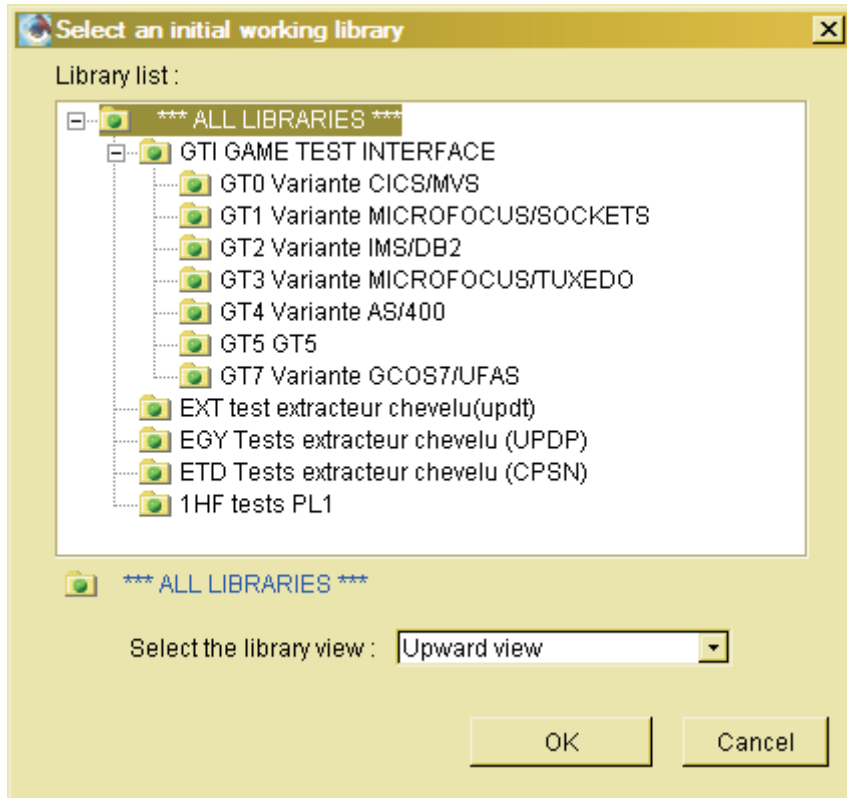 Select an initial working library
Library list :
*** ALL LIBRARIES ***
GTI GAME TEST INTERFACE
GT0 Variante CICS/MVS
GT1 Variante MICROFOCUS/SOCKETS
GT2 Variante IMS/DB2
GT3 Variante MICROFOCUS/TUXEDO
GT4 Variante AS/400
GT5 GT5
GT7 Variante GCOS7/UFAS
EXT test extracteur chevelu(updt)
EGY Tests extracteur chevelu (UPDP)
ETD Tests extracteur chevelu (CPSN)
1HF tests PL1
*** ALL LIBRARIES ***
Select the library view : Upward view
OK Cancel